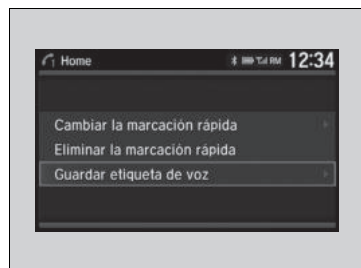 Home 12:34
Cambiar la marcación rápida
Eliminar la marcación rápida
Guardar etiqueta de voz